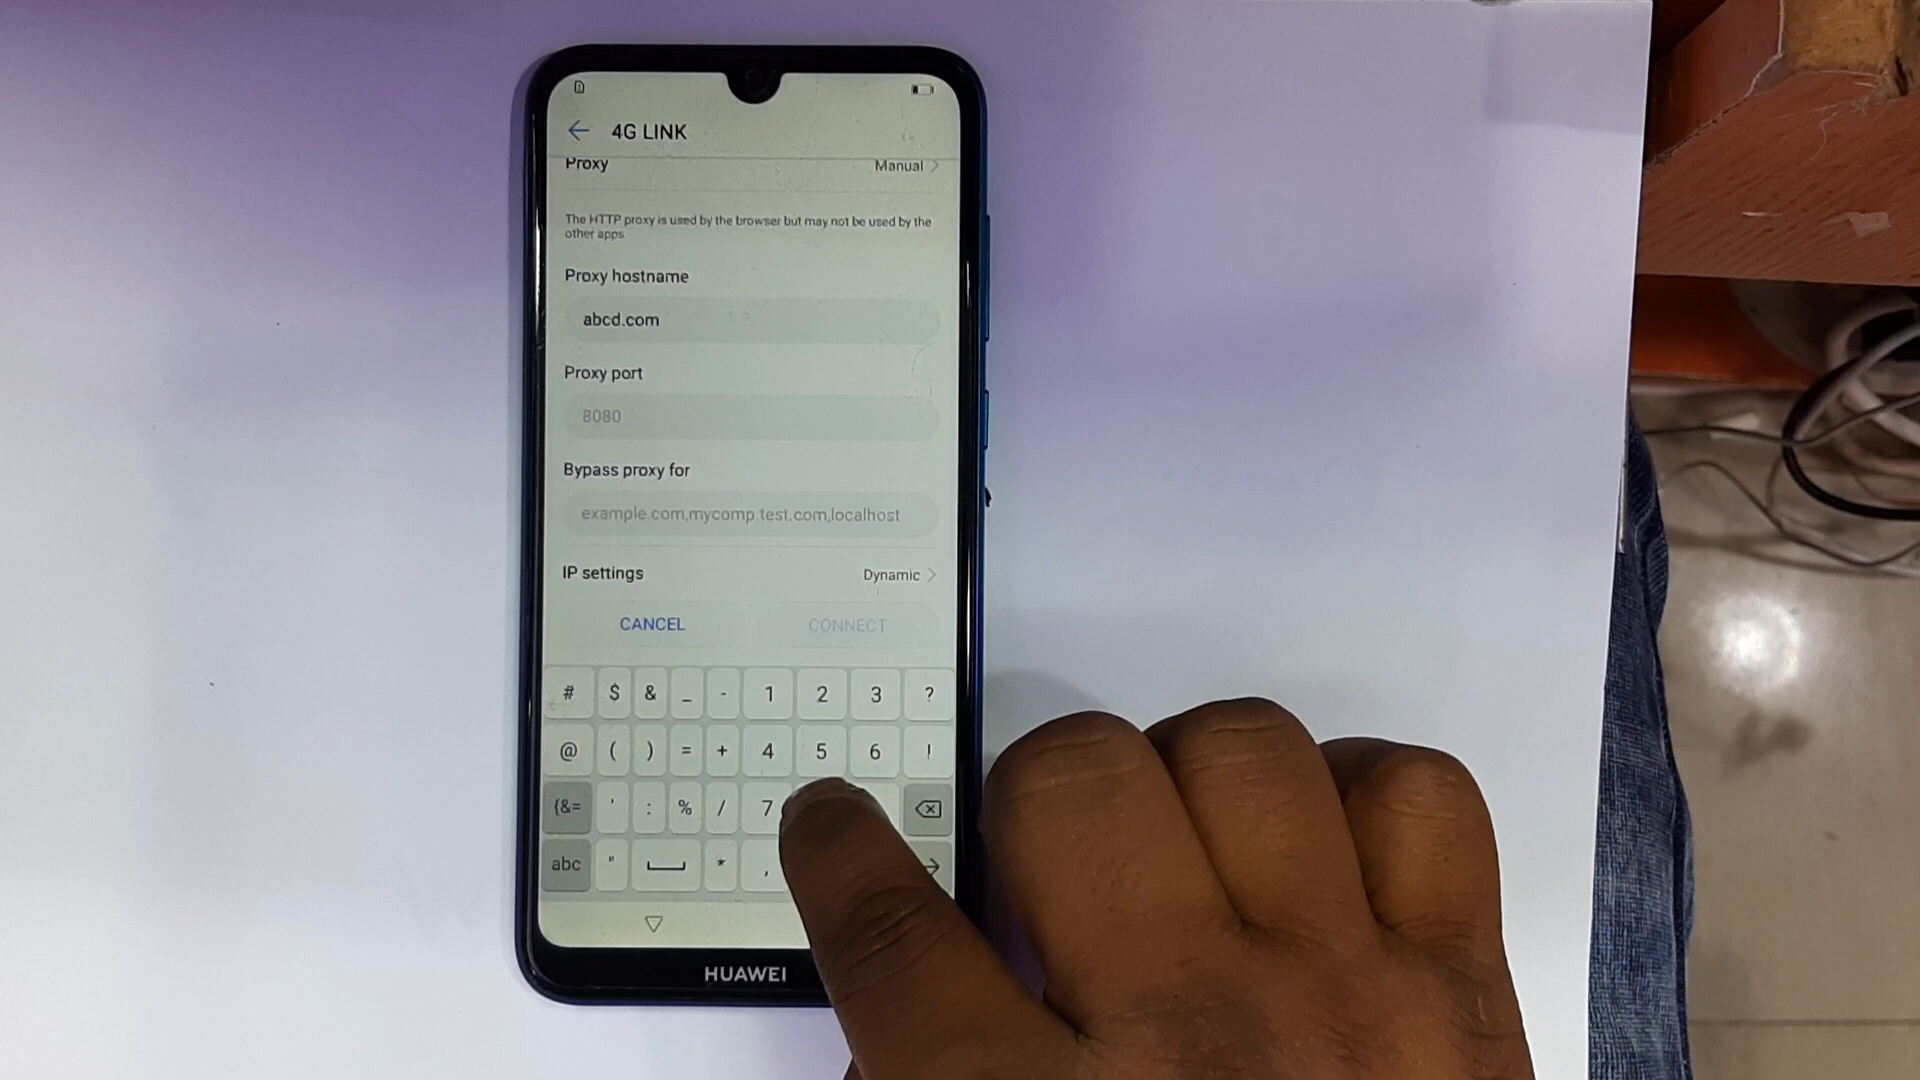 4G LINK
Proxy Manual
The HTTP proxy is used by the browser but may not be used by the
other apps.
Proxy hostname
abcd.com
Proxy port
8080
Bypass proxy for
example.com,mycomp.test.com,localhost
IP settings Dynamic
CANCEL CONNECT
# $ & _ - 1 2 3 ?
@ ( ) = + 4 5 6 !
{&= ' : % / 7
abc " * ,
HUAWEI